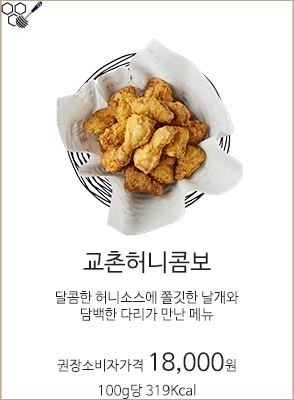 교촌허니콤보
달콤한 허니소스에 쫄깃한 날개와
담백한 다리가 만난 메뉴
권장소비자가격 18,000원
100g당 319Kcal